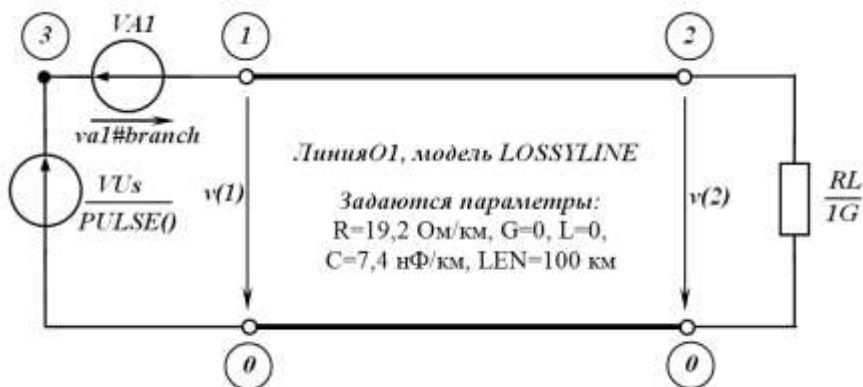 3
VA1
1
2
va1#branch
ЛинияO1, модель LOSSYLINE
VUs
PULSE()
v(1)
Задаются параметры:
R=19,2 Ом/км, G=0, L=0,
C=7,4 нФ/км, LEN=100 км
v(2)
RL
1G
0
0